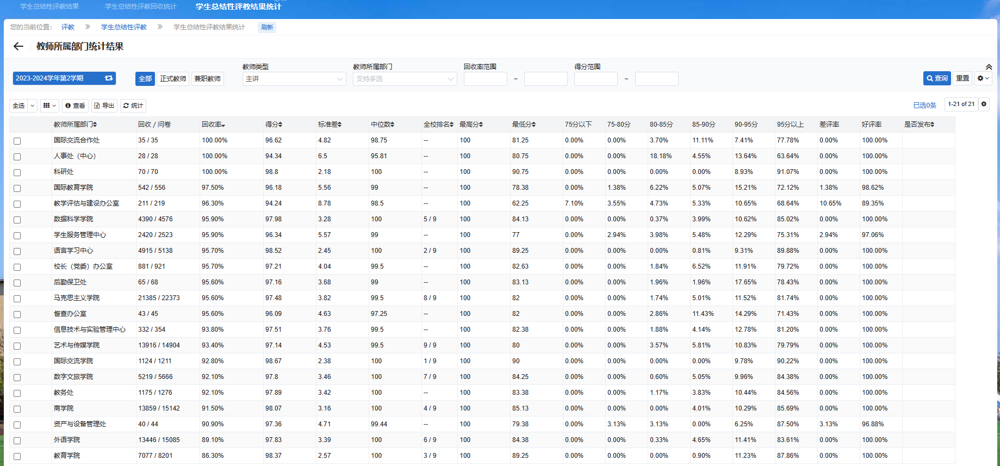 学生总结性评教结果 学生总结性评教回收统计 学生总结性评教结果统计
您的当前位置： 评教 学生总结性评教 学生总结性评教结果统计 刷新
教师所属部门统计结果
教师类型 教师所属部门 回收率范围 得分范围
2023-2024学年第2学期 全部 正式教师 兼职教师 主讲 支持多选 ~ ~ 查询 重置
全选 查看 导出 统计 已选0条 1-21 of 21
教师所属部门 回收 / 问卷 回收率 得分 标准差 中位数 全校排名 最高分 最低分 75分以下 75-80分 80-85分 85-90分 90-95分 95分以上 差评率 好评率 是否发布
国际交流合作处 35 / 35 100.00% 96.62 4.82 98.75 -- 100 81.25 0.00% 0.00% 3.70% 11.11% 7.41% 77.78% 0.00% 100.00%
人事处（中心） 28 / 28 100.00% 94.34 6.5 95.81 -- 100 80.75 0.00% 0.00% 18.18% 4.55% 13.64% 63.64% 0.00% 100.00%
科研处 70 / 70 100.00% 98.8 2.18 100 -- 100 90.75 0.00% 0.00% 0.00% 0.00% 8.93% 91.07% 0.00% 100.00%
国际教育学院 542 / 556 97.50% 96.18 5.56 99 -- 100 78.38 0.00% 1.38% 6.22% 5.07% 15.21% 72.12% 1.38% 98.62%
教学评估与建设办公室 211 / 219 96.30% 94.24 8.78 98.5 -- 100 62.25 7.10% 3.55% 4.73% 5.33% 10.65% 68.64% 10.65% 89.35%
数据科学学院 4390 / 4576 95.90% 97.98 3.28 100 5 / 9 100 84.13 0.00% 0.00% 0.37% 3.99% 10.62% 85.02% 0.00% 100.00%
学生服务管理中心 2420 / 2523 95.90% 96.34 5.57 99 -- 100 77 0.00% 2.94% 3.98% 5.48% 12.29% 75.31% 2.94% 97.06%
语言学习中心 4915 / 5138 95.70% 98.52 2.45 100 2 / 9 100 89.25 0.00% 0.00% 0.00% 0.81% 9.31% 89.88% 0.00% 100.00%
校长（党委）办公室 881 / 921 95.70% 97.21 4.04 99.5 -- 100 82.63 0.00% 0.00% 1.84% 6.52% 11.91% 79.72% 0.00% 100.00%
后勤保卫处 65 / 68 95.60% 97.16 3.68 99 -- 100 83.13 0.00% 0.00% 1.96% 1.96% 17.65% 78.43% 0.00% 100.00%
马克思主义学院 21385 / 22373 95.60% 97.48 3.82 99.5 8 / 9 100 82 0.00% 0.00% 1.74% 5.01% 11.52% 81.74% 0.00% 100.00%
督查办公室 43 / 45 95.60% 96.09 4.63 97.25 -- 100 82 0.00% 0.00% 2.86% 11.43% 14.29% 71.43% 0.00% 100.00%
信息技术与实验管理中心 332 / 354 93.80% 97.51 3.76 99.5 -- 100 82.38 0.00% 0.00% 1.88% 4.14% 12.78% 81.20% 0.00% 100.00%
艺术与传媒学院 13916 / 14904 93.40% 97.14 4.53 99.5 9 / 9 100 80 0.00% 0.00% 3.57% 5.81% 10.83% 79.79% 0.00% 100.00%
国际交流学院 1124 / 1211 92.80% 98.67 2.38 100 1 / 9 100 90 0.00% 0.00% 0.00% 0.00% 9.78% 90.22% 0.00% 100.00%
数字文旅学院 5219 / 5666 92.10% 97.8 3.46 100 7 / 9 100 84.25 0.00% 0.00% 0.60% 5.05% 9.96% 84.38% 0.00% 100.00%
教务处 1175 / 1276 92.10% 97.89 3.42 100 -- 100 83.38 0.00% 0.00% 1.17% 3.83% 10.44% 84.56% 0.00% 100.00%
商学院 13859 / 15142 91.50% 98.07 3.16 100 4 / 9 100 85.13 0.00% 0.00% 0.00% 4.01% 10.29% 85.69% 0.00% 100.00%
资产与设备管理处 40 / 44 90.90% 97.36 4.71 99.44 -- 100 79.38 0.00% 3.13% 3.13% 0.00% 6.25% 87.50% 3.13% 96.88%
外语学院 13446 / 15085 89.10% 97.83 3.39 100 6 / 9 100 84.38 0.00% 0.00% 0.33% 4.65% 11.41% 83.61% 0.00% 100.00%
教育学院 7077 / 8201 86.30% 98.37 2.57 100 3 / 9 100 89.25 0.00% 0.00% 0.00% 0.90% 11.23% 87.86% 0.00% 100.00%